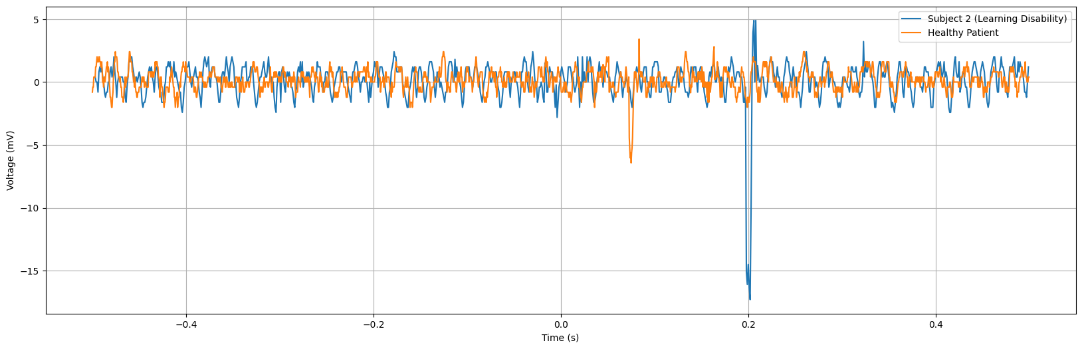 Subject 2 (Learning Disability)
Healthy Patient
5
0
−5
−10
−15
Voltage (mV)
−0.4 −0.2 0.0 0.2 0.4
Time (s)